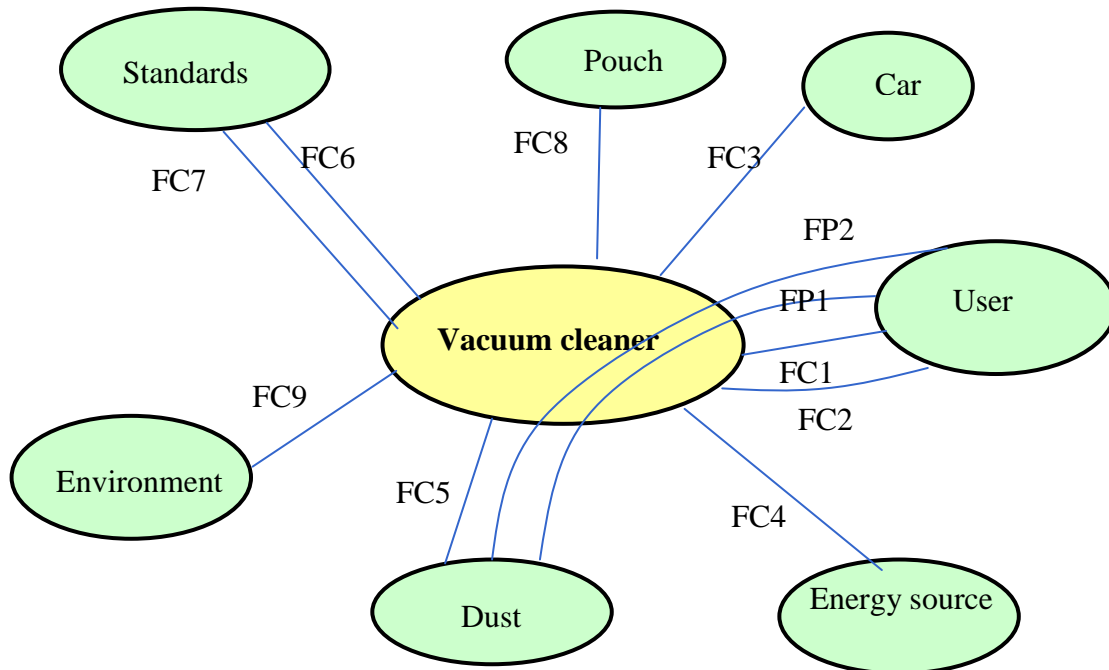 Standards
Pouch
Car
FC8
FC6
FC3
FC7
FP2
FP1
User
Vacuum cleaner
FC1
FC9
FC2
Environment
FC5
FC4
Energy source
Dust